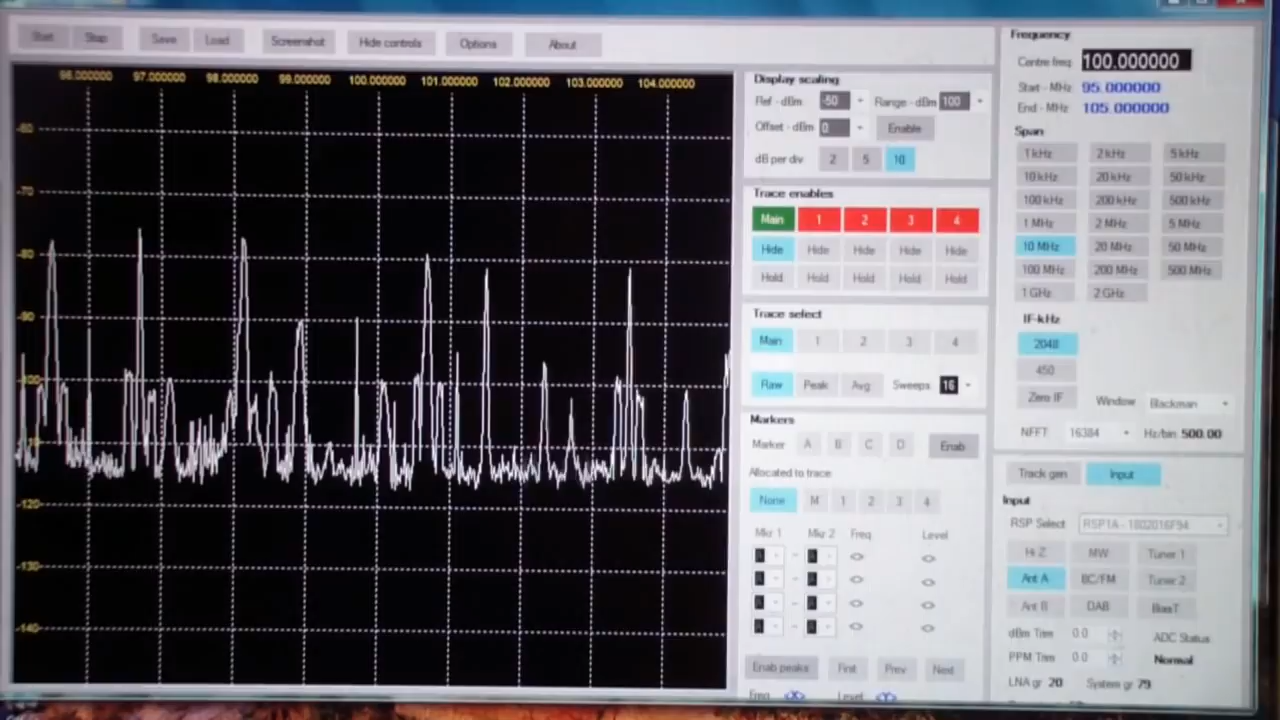 Start Stop Save Load Screenshot Hide controls Options About
96.000000 97.000000 98.000000 99.000000 100.000000 101.000000 102.000000 103.000000 104.000000
-60
-70
-80
-90
-100
-110
-120
-130
-140
Display scaling
Ref - dBm -50 Range - dBm 100
Offset - dBm 0 Enable
dB per div 2 5 10
Trace enables
Main 1 2 3 4
Hide Hide Hide Hide Hide
Hold Hold Hold Hold Hold
Trace select
Main 1 2 3 4
Raw Peak Avg Sweeps 16
Markers
Marker A B C D Enab
Allocated to trace
None M 1 2 3 4
Mkr 1 Mkr 2 Freq Level
- <>  <>
- <>  <>
- <>  <>
- <>  <>
Enab peaks First Prev Next
Freq <X> Level <Y>
Frequency
Centre freq 100.000000
Start - MHz 95.000000
End - MHz 105.000000
Span
1 kHz 2 kHz 5 kHz
10 kHz 20 kHz 50 kHz
100 kHz 200 kHz 500 kHz
1 MHz 2 MHz 5 MHz
10 MHz 20 MHz 50 MHz
100 MHz 200 MHz 500 MHz
1 GHz 2 GHz
IF-kHz
2048
450
Zero IF Window Blackman
NFFT 16384 Hz/bin 500.00
Track gen Input
Input
RSP Select RSP1A - 1802016F94
Hi Z MW Tuner 1
Ant A BC/FM Tuner 2
Ant B DAB BiasT
dBm Trim 0.0 ADC Status
PPM Trim 0.0 Normal
LNA gr 20 System gr 79